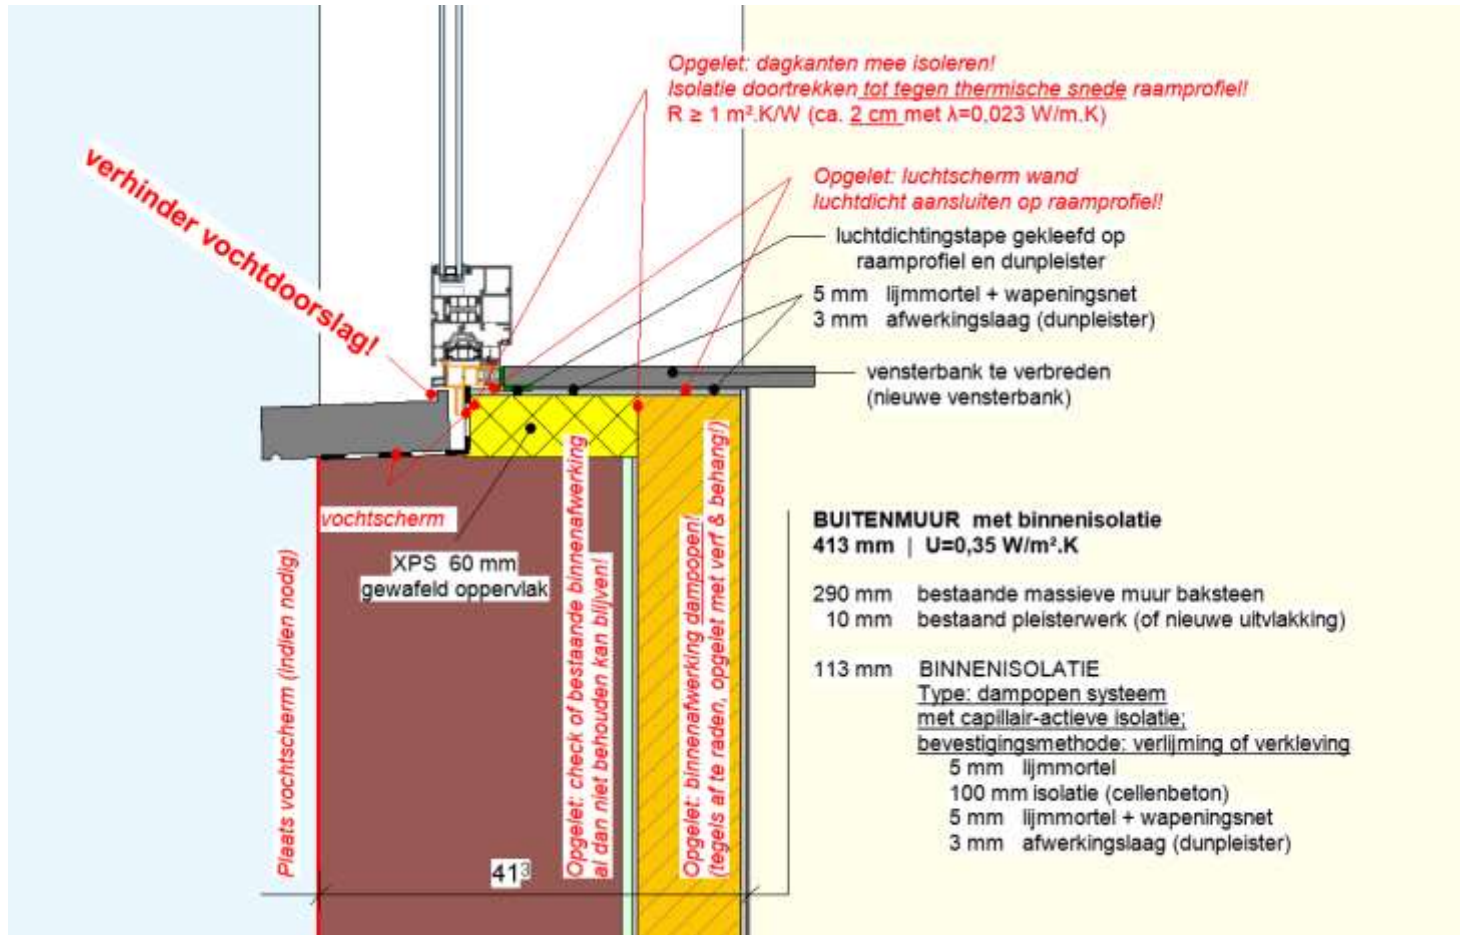 Opgelet: dagkanten mee isoleren!
Isolatie doortrekken tot tegen thermische snede raamprofiel!
R ≥ 1 m².K/W (ca. 2 cm met λ=0,023 W/m.K)
verhinder vochtdoorslag!
Opgelet: luchtscherm wand
luchtdicht aansluiten op raamprofiel!
luchtdichtingstape gekleefd op
raamprofiel en dunpleister
5 mm lijmmortel + wapeningsnet
3 mm afwerkingslaag (dunpleister)
vensterbank te verbreden
(nieuwe vensterbank)
vochtscherm
XPS 60 mm
gewafeld oppervlak
Plaats vochtscherm (indien nodig)
Opgelet: check of bestaande binnenafwerking
al dan niet behouden kan blijven!
Opgelet: binnenafwerking dampopen!
(tegels af te raden, opgelet met verf & behang!)
BUITENMUUR met binnenisolatie
413 mm | U=0,35 W/m².K
290 mm bestaande massieve muur baksteen
10 mm bestaand pleisterwerk (of nieuwe uitvlakking)
113 mm BINNENISOLATIE
Type: dampopen systeem
met capillair-actieve isolatie;
bevestigingsmethode: verlijming of verkleving
5 mm lijmmortel
100 mm isolatie (cellenbeton)
5 mm lijmmortel + wapeningsnet
3 mm afwerkingslaag (dunpleister)
41³